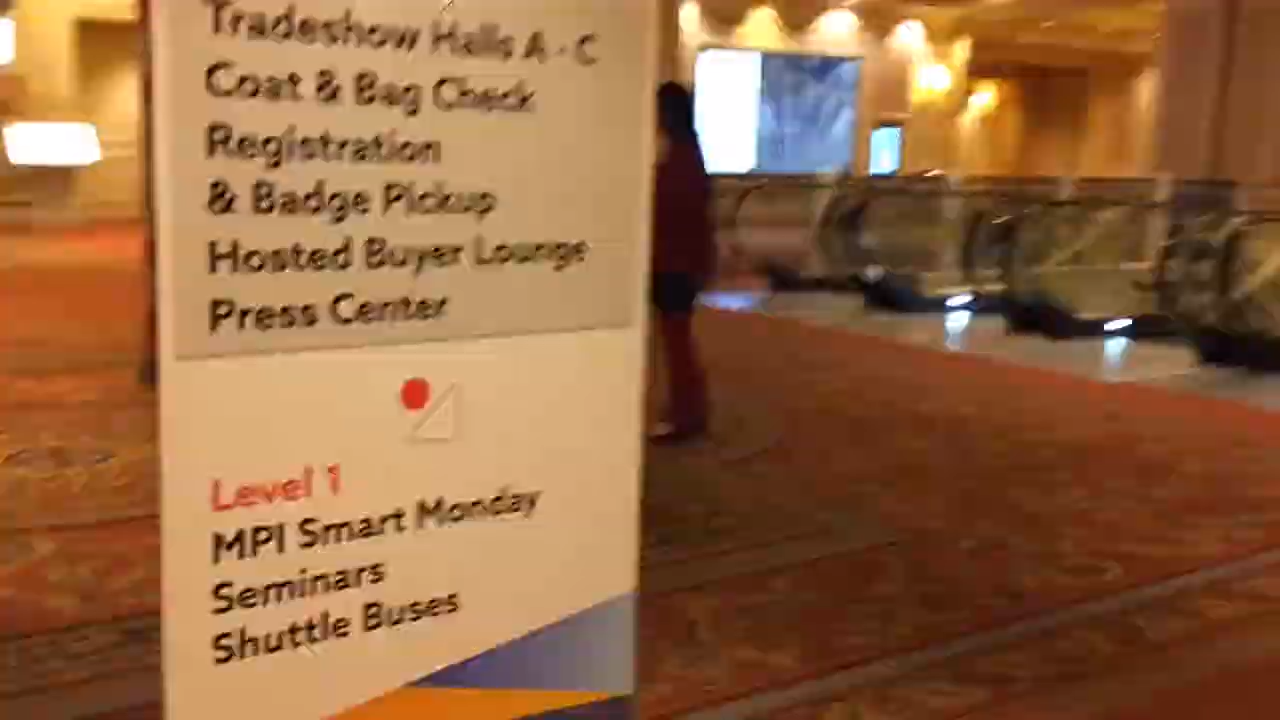 Tradeshow Halls A - C
Coat & Bag Check
Registration
& Badge Pickup
Hosted Buyer Lounge
Press Center
Level 1
MPI Smart Monday
Seminars
Shuttle Buses